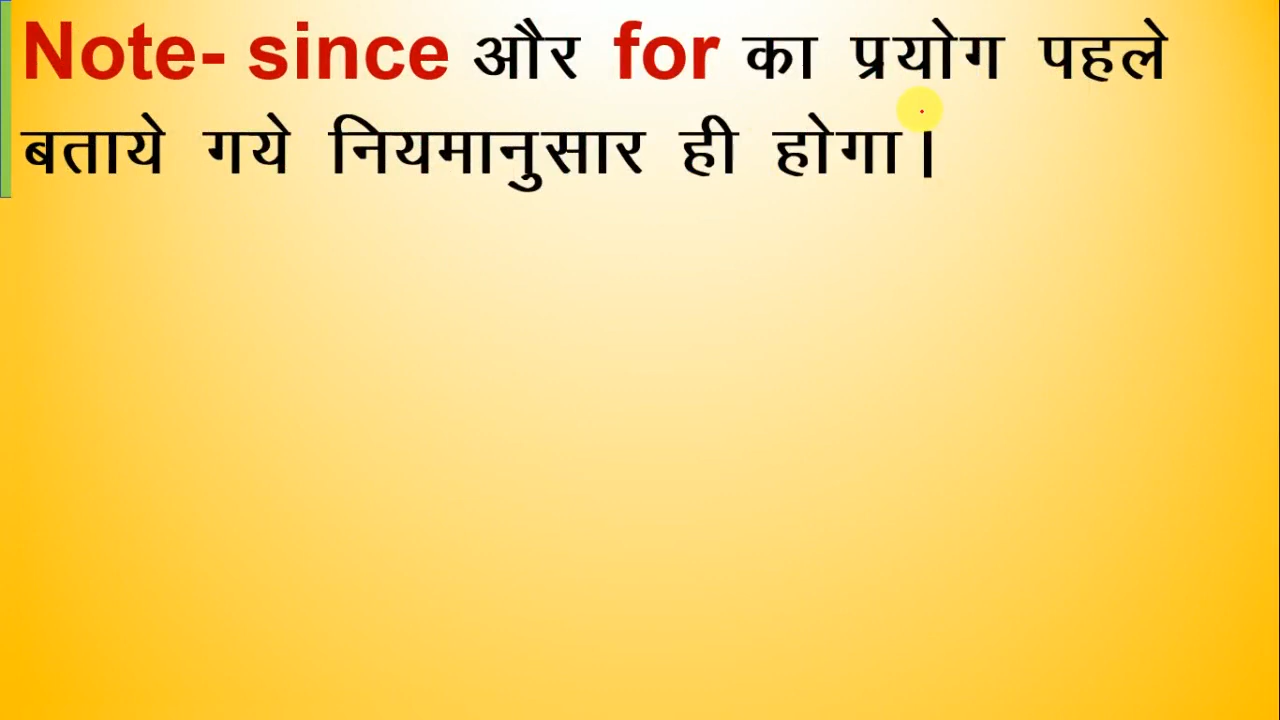 Note- since और for का प्रयोग पहले
बताये गये नियमानुसार ही होगा।